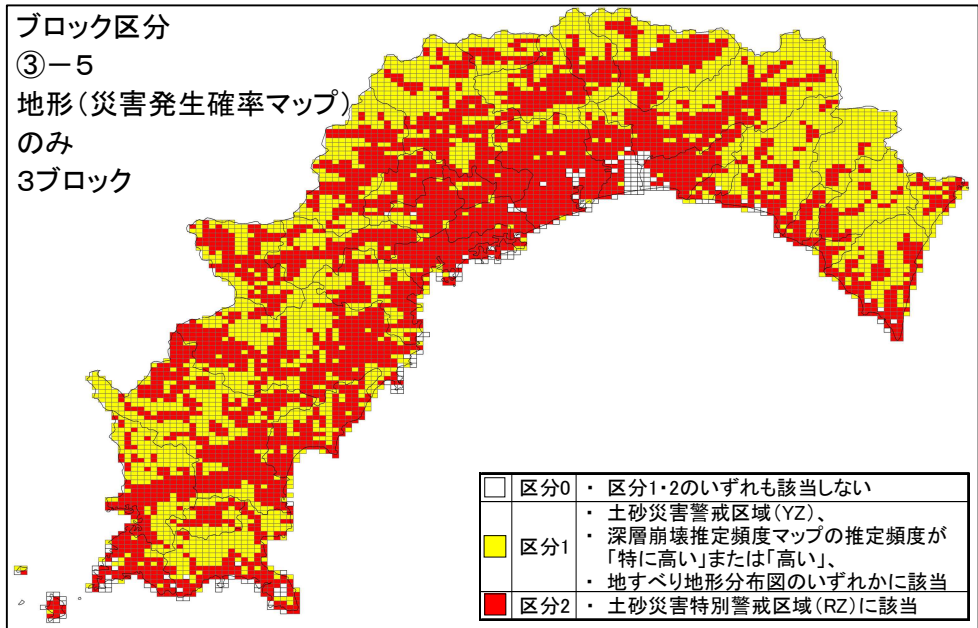 ブロック区分
③－5
地形(災害発生確率マップ)
のみ
3ブロック
区分0 ・ 区分1・2のいずれも該当しない
区分1 ・ 土砂災害警戒区域(YZ)、
・ 深層崩壊推定頻度マップの推定頻度が
「特に高い」または「高い」、
・ 地すべり地形分布図のいずれかに該当
区分2 ・ 土砂災害特別警戒区域(RZ)に該当